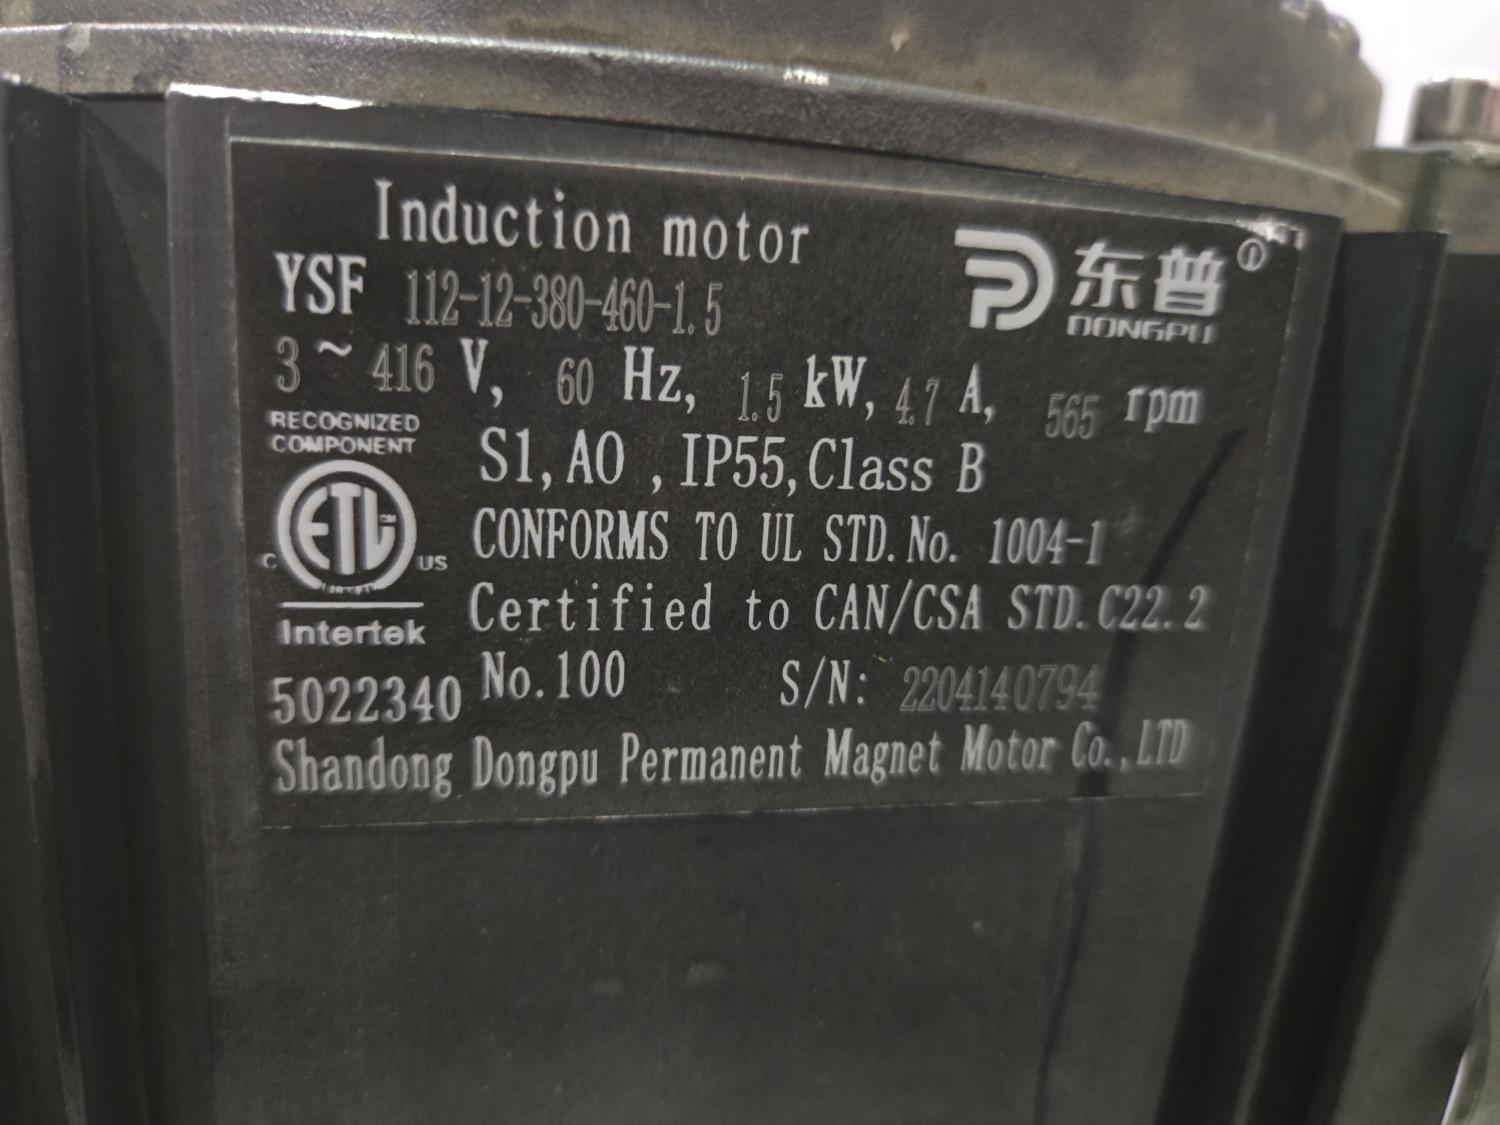 Induction motor
东普
DONGPU
YSF 112-12-380-460-1.5
3 ~ 416 V, 60 Hz, 1.5 kW, 4.7 A, 565 rpm
RECOGNIZED
COMPONENT
S1, AO , IP55, Class B
ETL
C US
Intertek
5022340
CONFORMS TO UL STD. No. 1004-1
Certified to CAN/CSA STD. C22.2
No. 100 S/N: 2204140794
Shandong Dongpu Permanent Magnet Motor Co., LTD